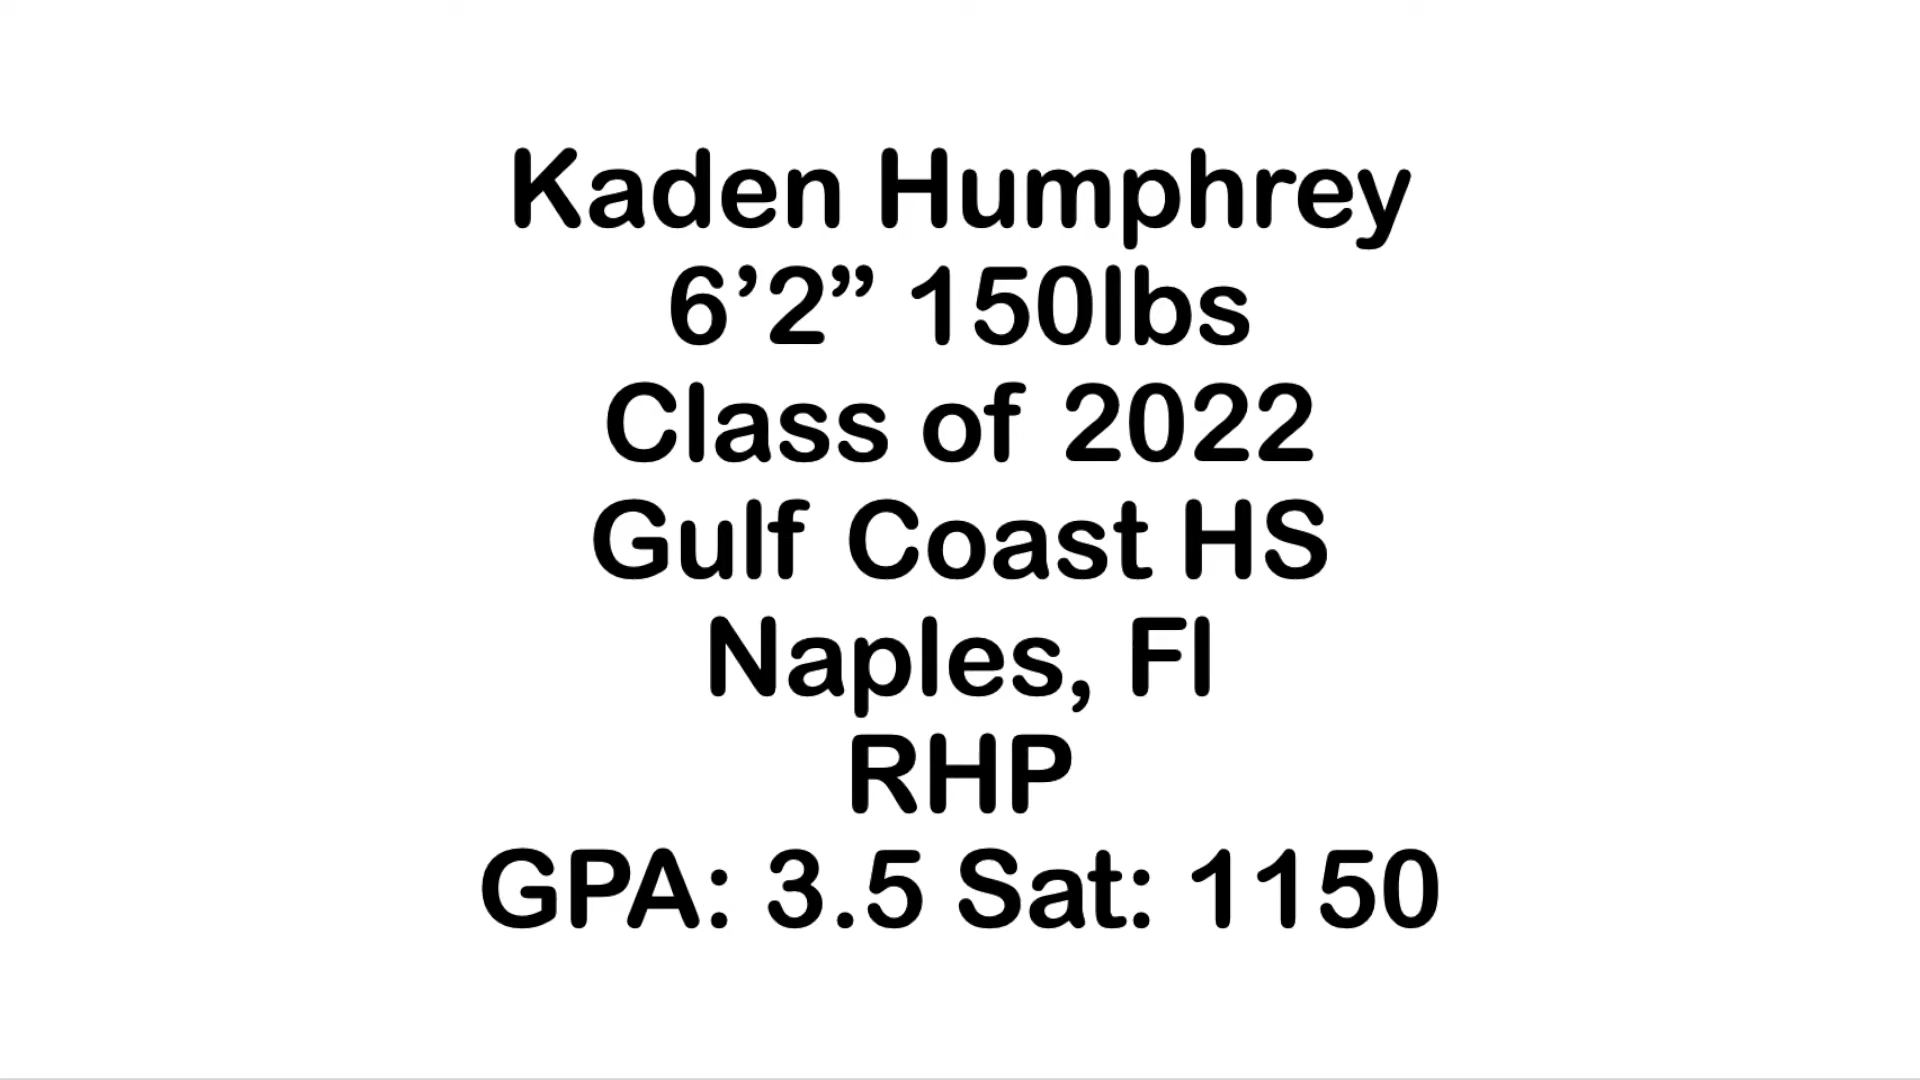 Kaden Humphrey
6’2” 150lbs
Class of 2022
Gulf Coast HS
Naples, Fl
RHP
GPA: 3.5 Sat: 1150